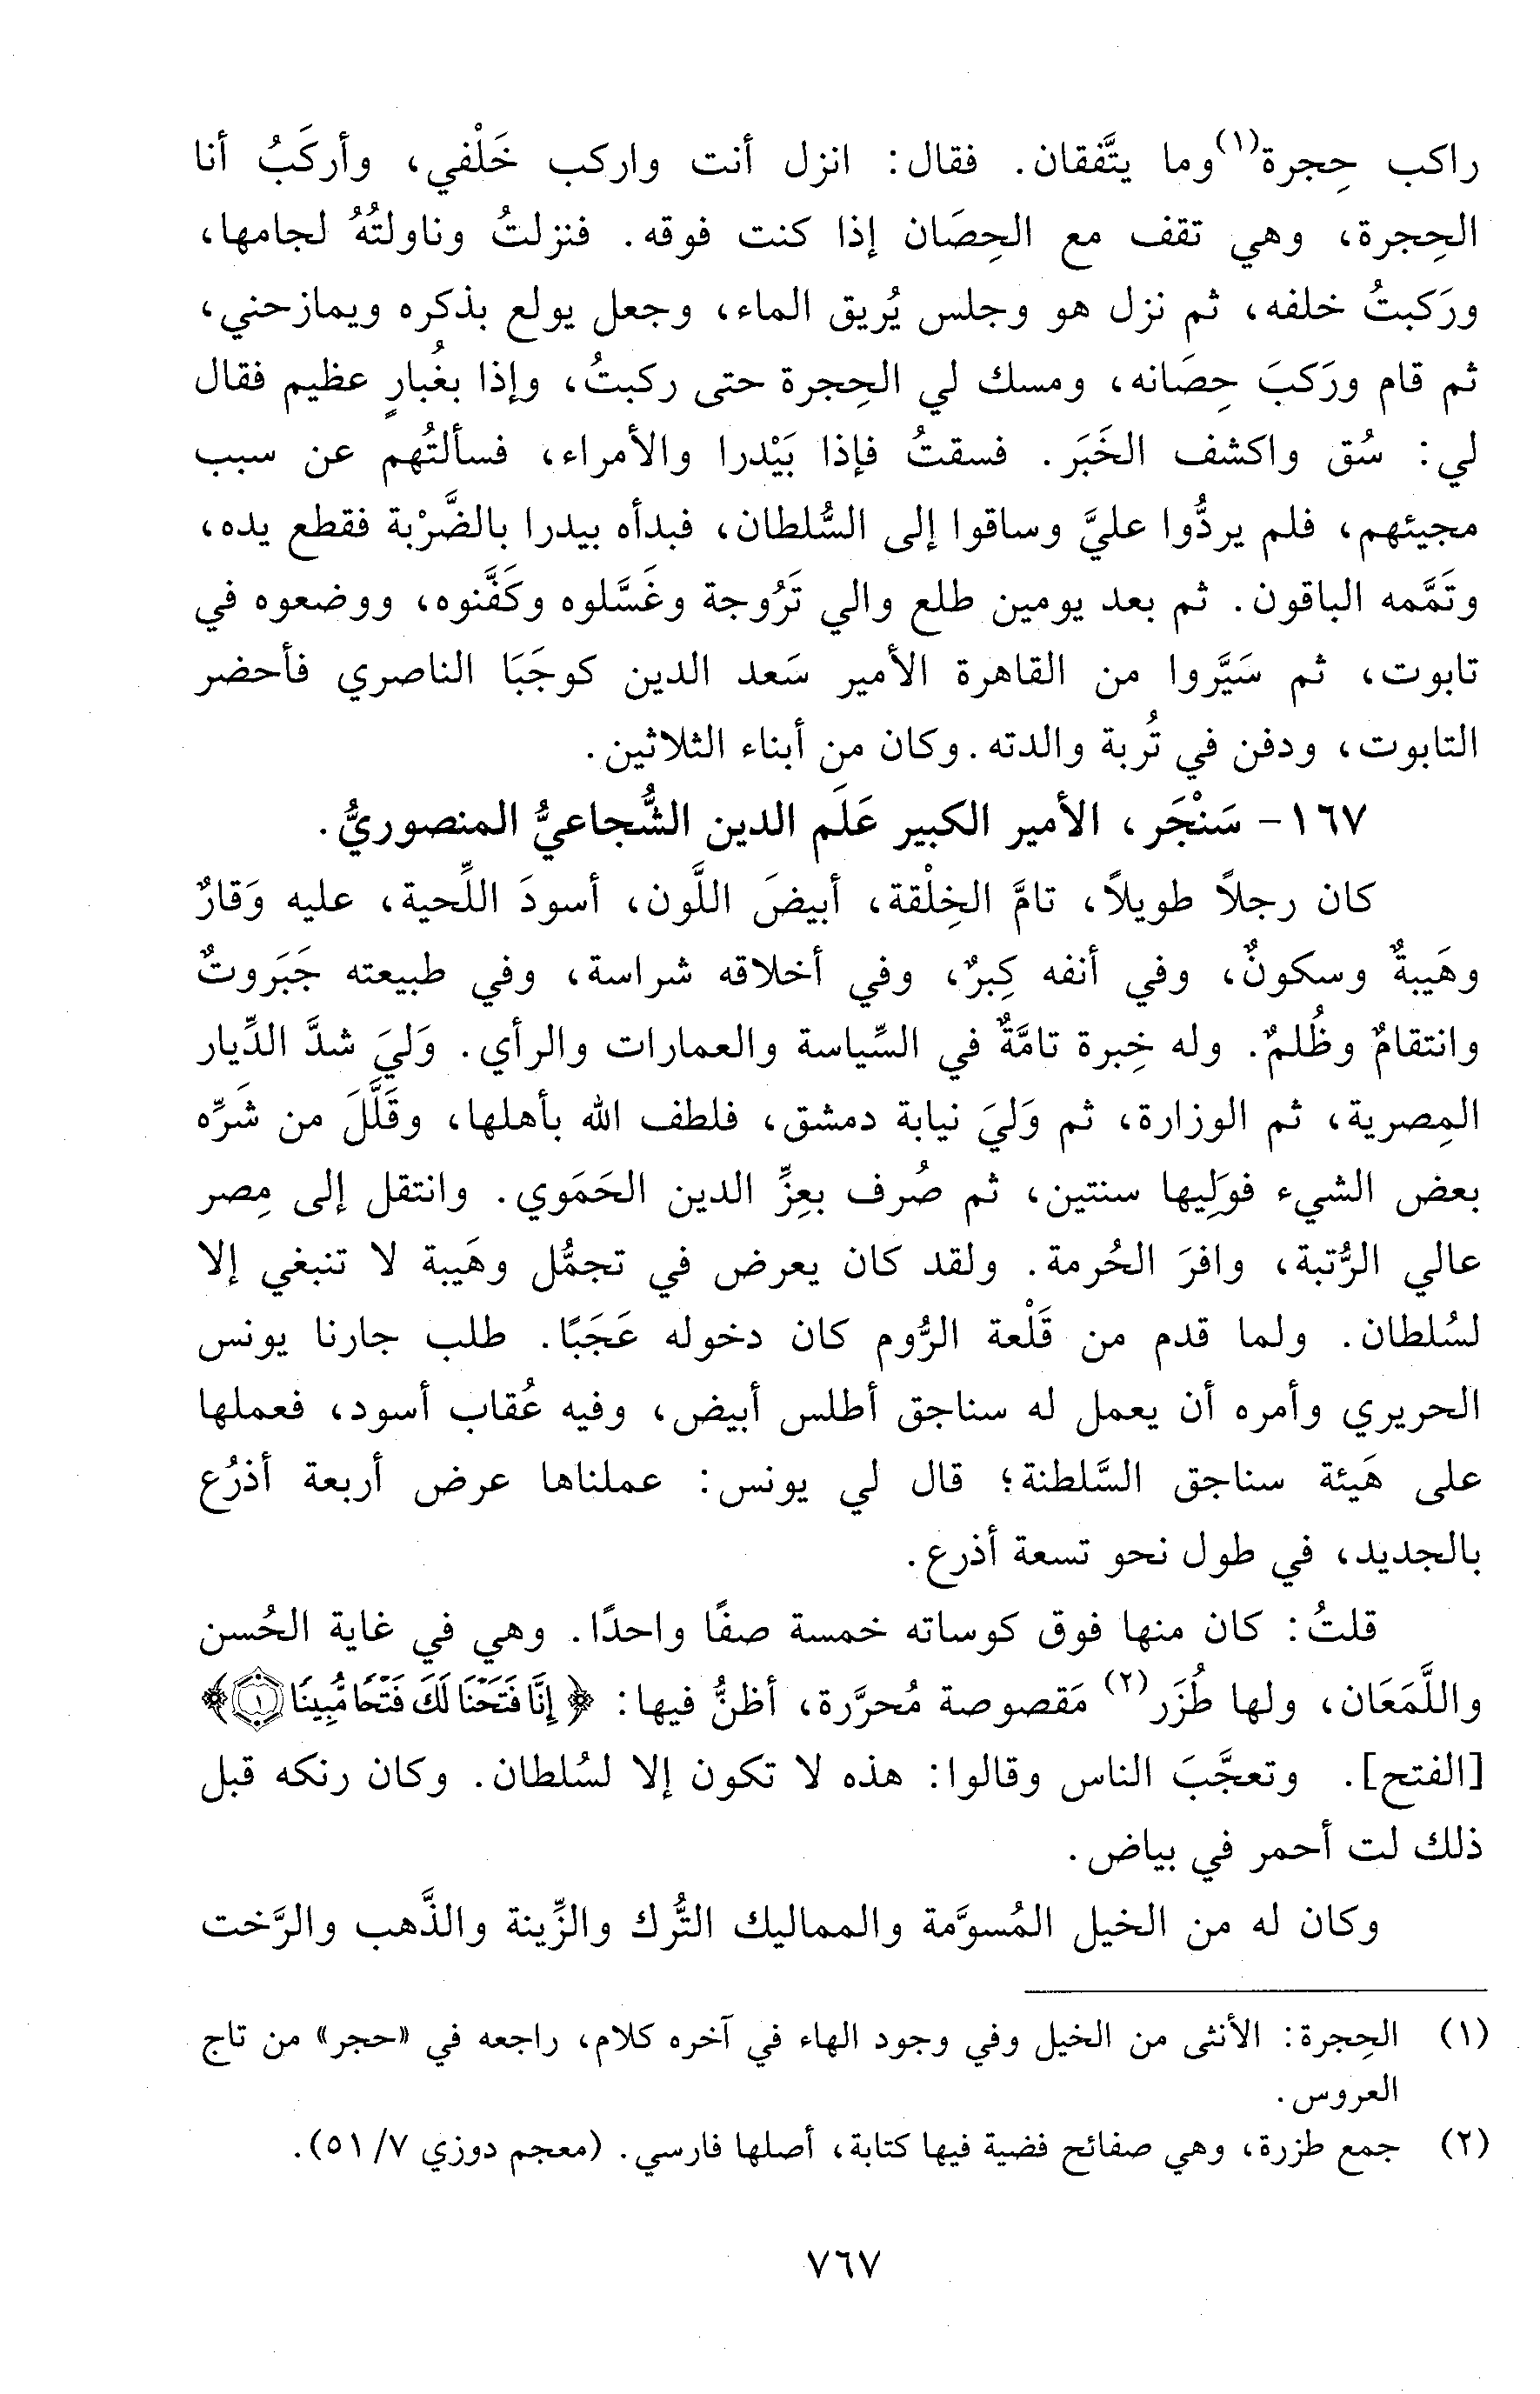 راكب حِجرة(١) وما يتَّفقان. فقال: انزل أنت واركب خَلْفي، وأركَبُ أنا
الحِجرة، وهي تقف مع الحِصَان إذا كنت فوقه. فنزلتُ وناولتُهُ لجامها،
ورَكبتُ خلفه، ثم نزل هو وجلس يُريق الماء، وجعل يولع بذكره ويمازحني،
ثم قام ورَكبَ حِصَانه، ومسك لي الحِجرة حتى ركبتُ، وإذا بغُبارٍ عظيم فقال
لي: سُق واكشف الخَبَر. فسقتُ فإذا بَيْدرا والأمراء، فسألتُهم عن سبب
مجيئهم، فلم يردُّوا عليَّ وساقوا إلى السُّلطان، فبدأه بيدرا بالضَّرْبة فقطع يده،
وتَمَّمه الباقون. ثم بعد يومين طلع والي تَرُوجة وغَسَّلوه وكَفَّنوه، ووضعوه في
تابوت، ثم سَيَّروا من القاهرة الأمير سَعد الدين كوجَبَا الناصري فأحضر
التابوت، ودفن في تُربة والدته. وكان من أبناء الثلاثين.
١٦٧- سَنْجَر، الأمير الكبير عَلَم الدين الشُّجاعيُّ المنصوريُّ.
كان رجلاً طويلاً، تامَّ الخِلْقة، أبيضَ اللَّون، أسودَ اللِّحية، عليه وَقارٌ
وهَيبةٌ وسكونٌ، وفي أنفه كِبرٌ، وفي أخلاقه شراسة، وفي طبيعته جَبَروتٌ
وانتقامٌ وظُلمٌ. وله خِبرة تامَّةٌ في السِّياسة والعمارات والرأي. وَليَ شدَّ الدِّيار
المِصرية، ثم الوزارة، ثم وَليَ نيابة دمشق، فلطف الله بأهلها، وقَلَّلَ من شَرِّه
بعض الشيء فوَلِيها سنتين، ثم صُرف بعِزِّ الدين الحَمَوي. وانتقل إلى مِصر
عالي الرُّتبة، وافرَ الحُرمة. ولقد كان يعرض في تجمُّل وهَيبة لا تنبغي إلا
لسُلطان. ولما قدم من قَلْعة الرُّوم كان دخوله عَجَبًا. طلب جارنا يونس
الحريري وأمره أن يعمل له سناجق أطلس أبيض، وفيه عُقاب أسود، فعملها
على هَيئة سناجق السَّلطنة؛ قال لي يونس: عملناها عرض أربعة أذرُع
بالجديد، في طول نحو تسعة أذرع.
قلتُ: كان منها فوق كوساته خمسة صفًا واحدًا. وهي في غاية الحُسن
واللَّمَعَان، ولها طُزَر(٢) مَقصوصة مُحرَّرة، أظنُّ فيها: ﴿إِنَّا فَتَحْنَا لَكَ فَتْحًا مُّبِينًا ١﴾
[الفتح]. وتعجَّبَ الناس وقالوا: هذه لا تكون إلا لسُلطان. وكان رنكه قبل
ذلك لت أحمر في بياض.
وكان له من الخيل المُسوَّمة والمماليك التُّرك والزِّينة والذَّهب والرَّخت
(١) الحِجرة: الأنثى من الخيل وفي وجود الهاء في آخره كلام، راجعه في «حجر» من تاج
العروس.
(٢) جمع طزرة، وهي صفائح فضية فيها كتابة، أصلها فارسي. (معجم دوزي ٧/ ٥١).
٧٦٧